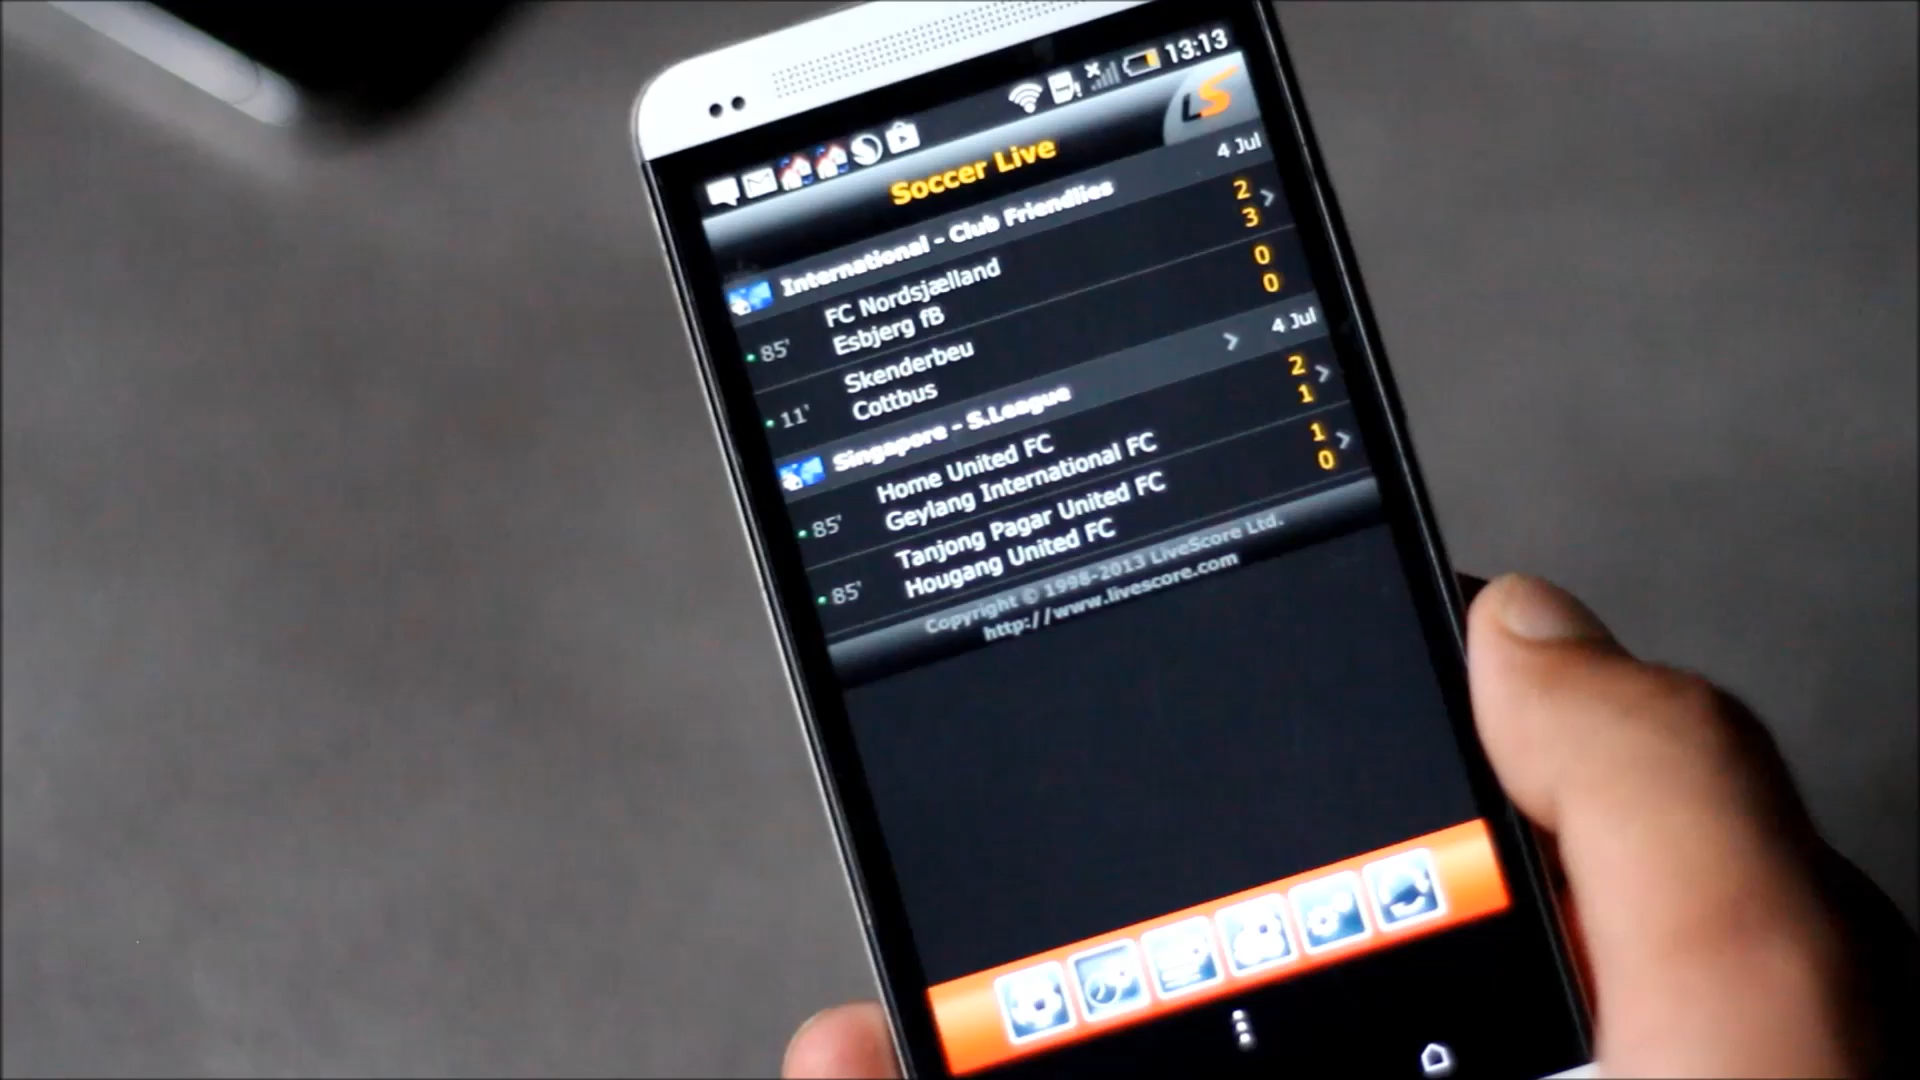 13:13
LS
Soccer Live
International - Club Friendlies 4 Jul
85' FC Nordsjælland 2
Esbjerg fB 3
11' Skenderbeu 0
Cottbus 0
Singapore - S.League 4 Jul
85' Home United FC 2
Geylang International FC 1
85' Tanjong Pagar United FC 1
Hougang United FC 0
Copyright © 1998-2013 LiveScore Ltd.
http://www.livescore.com